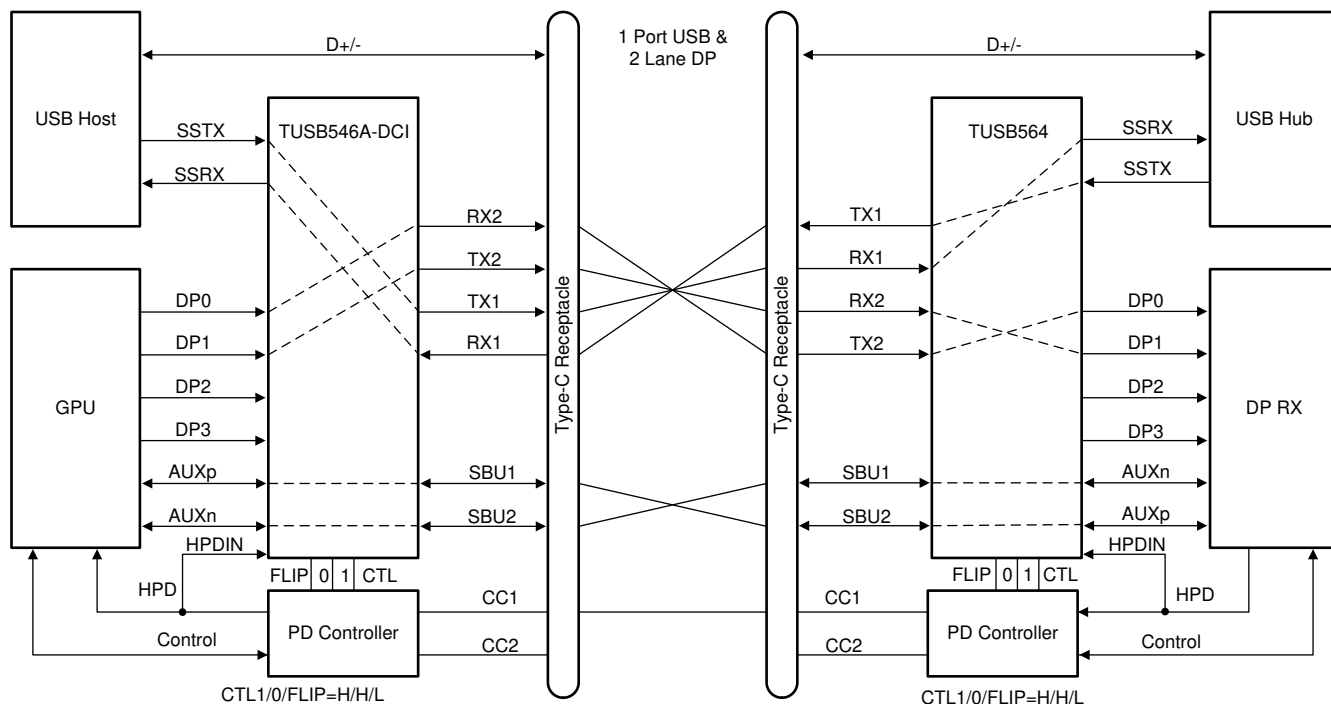 1 Port USB &
2 Lane DP
D+/-
D+/-
USB Host
TUSB546A-DCI
TUSB564
USB Hub
SSTX
SSRX
SSRX
SSTX
RX2
TX2
TX1
RX1
TX1
RX1
RX2
TX2
Type-C Receptacle
Type-C Receptacle
GPU
DP0
DP1
DP2
DP3
AUXp
AUXn
HPDIN
SBU1
SBU2
SBU1
SBU2
DP0
DP1
DP2
DP3
AUXn
AUXp
HPDIN
DP RX
FLIP 0 1 CTL
FLIP 0 1 CTL
HPD
Control
PD Controller
CC1
CC2
CC1
CC2
PD Controller
HPD
Control
CTL1/0/FLIP=H/H/L
CTL1/0/FLIP=H/H/L